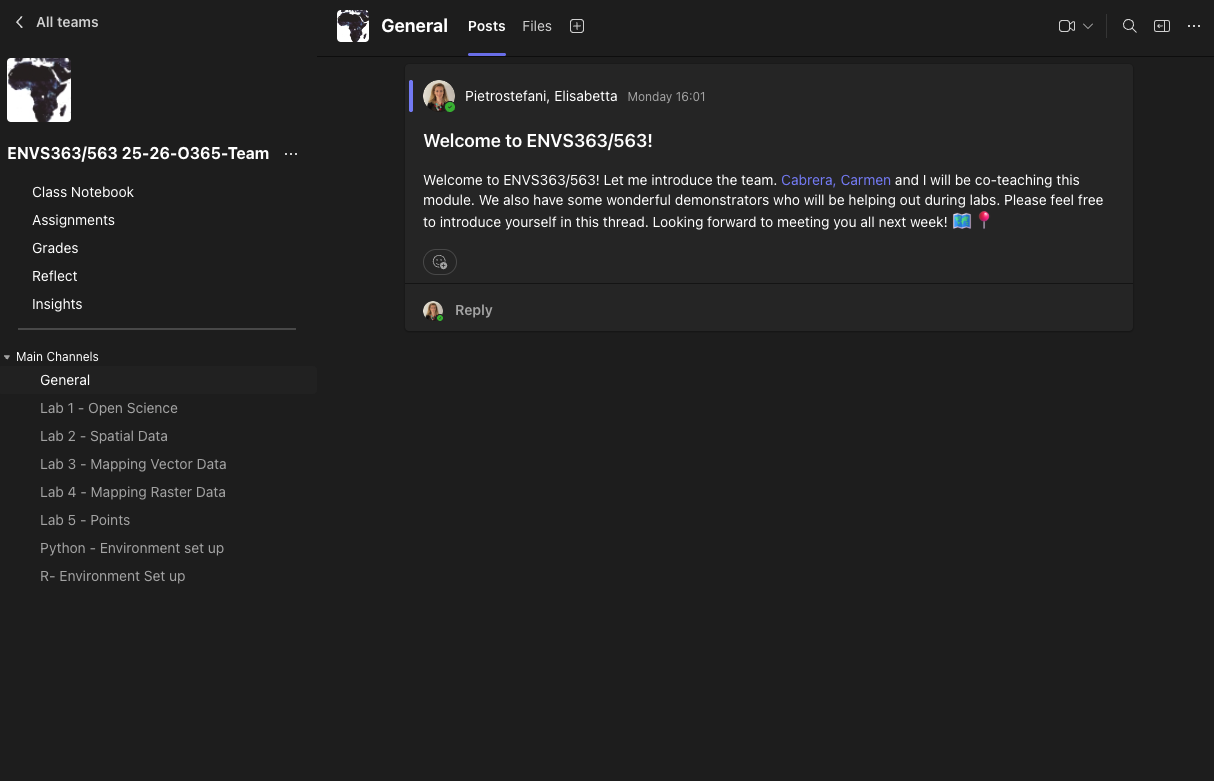 All teams
ENVS363/563 25-26-O365-Team
Class Notebook
Assignments
Grades
Reflect
Insights
Main Channels
General
Lab 1 - Open Science
Lab 2 - Spatial Data
Lab 3 - Mapping Vector Data
Lab 4 - Mapping Raster Data
Lab 5 - Points
Python - Environment set up
R- Environment Set up
General Posts Files
Pietrostefani, Elisabetta Monday 16:01
Welcome to ENVS363/563!
Welcome to ENVS363/563! Let me introduce the team. Cabrera, Carmen and I will be co-teaching this
module. We also have some wonderful demonstrators who will be helping out during labs. Please feel free
to introduce yourself in this thread. Looking forward to meeting you all next week! 🗺️📍
Reply